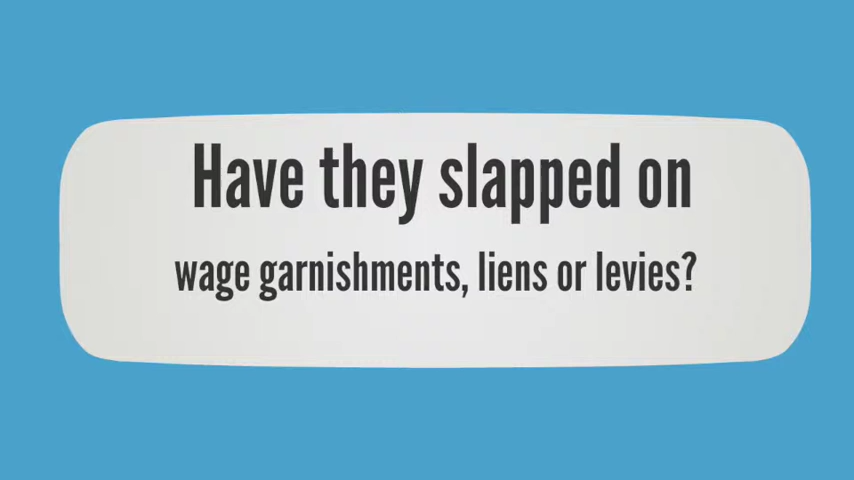 Have they slapped on
wage garnishments, liens or levies?